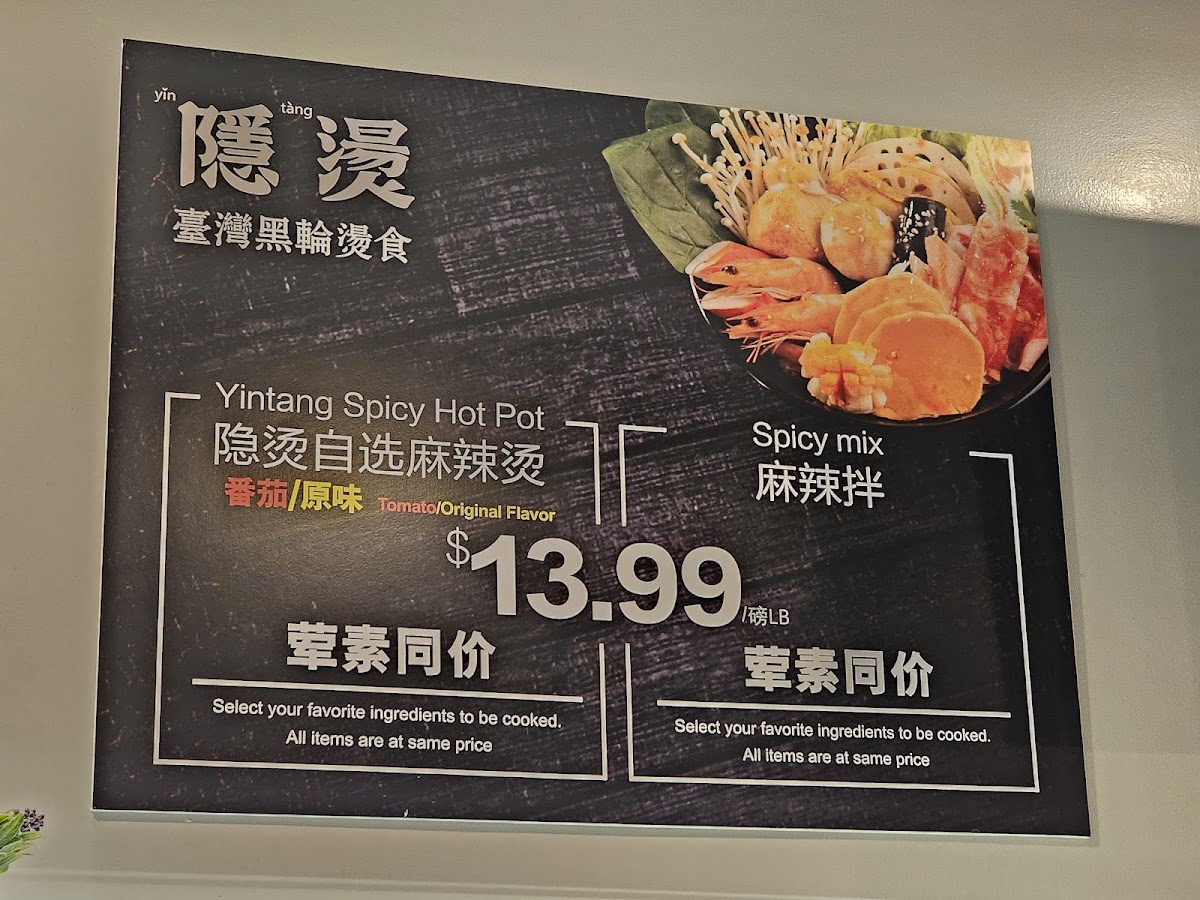 yǐn tàng
隱燙
臺灣黑輪燙食
Yintang Spicy Hot Pot
隐烫自选麻辣烫
番茄/原味 Tomato/Original Flavor
Spicy mix
麻辣拌
$13.99/磅LB
荤素同价
Select your favorite ingredients to be cooked.
All items are at same price
荤素同价
Select your favorite ingredients to be cooked.
All items are at same price